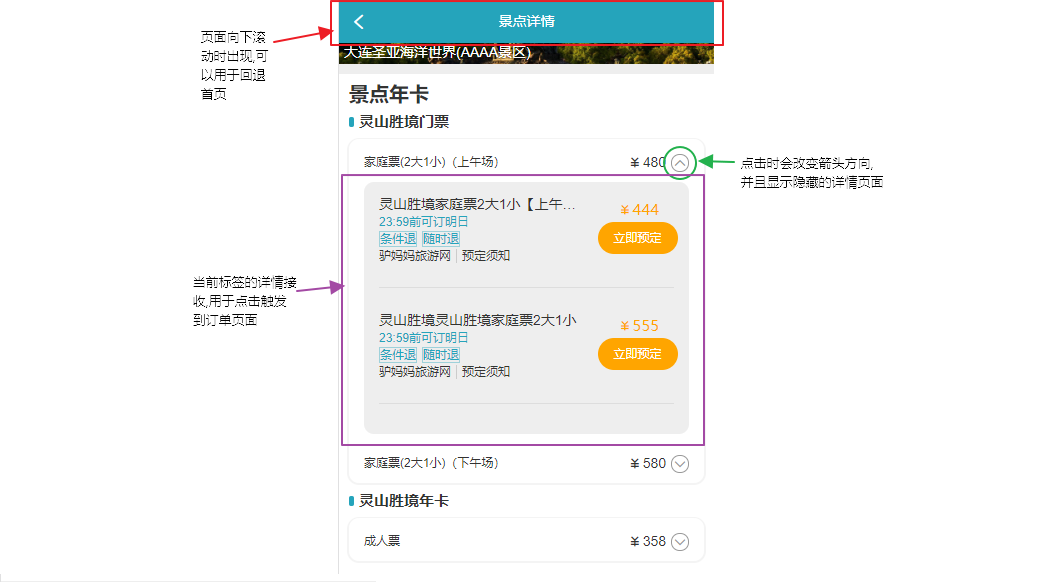 景点详情
页面向下滚
动时出现,可
以用于回退
首页
大连圣亚海洋世界(AAAA景区)
景点年卡
灵山胜境门票
家庭票(2大1小)（上午场）
¥ 480
点击时会改变箭头方向,
并且显示隐藏的详情页面
灵山胜境家庭票2大1小【上午...
¥ 444
23:59前可订明日
立即预定
条件退 随时退
驴妈妈旅游网 | 预定须知
当前标签的详情接
收,用于点击触发
到订单页面
灵山胜境灵山胜境家庭票2大1小
¥ 555
23:59前可订明日
立即预定
条件退 随时退
驴妈妈旅游网 | 预定须知
家庭票(2大1小)（下午场）
¥ 580
灵山胜境年卡
成人票
¥ 358